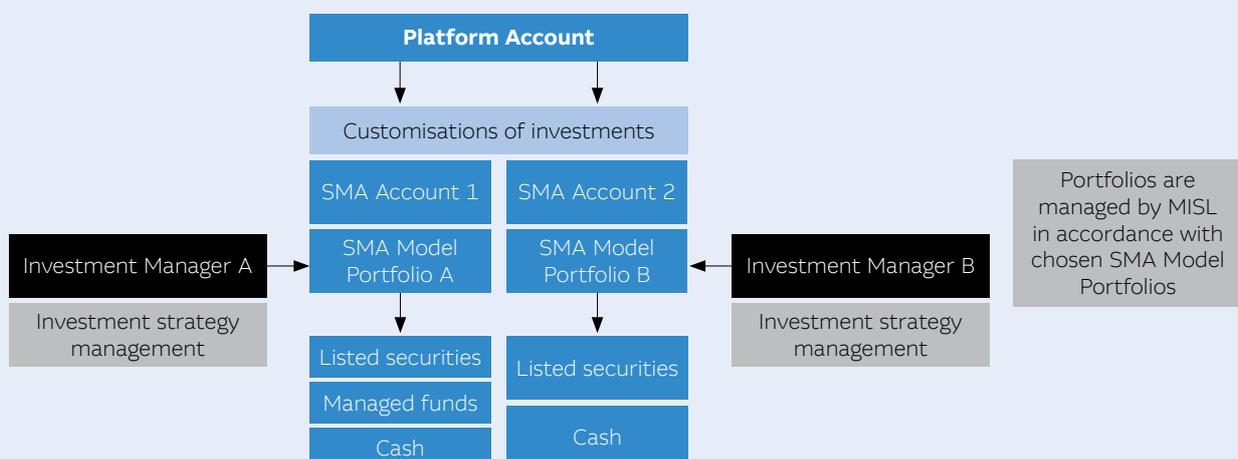 Platform Account
Customisations of investments
SMA Account 1
SMA Account 2
SMA Model
Portfolio A
SMA Model
Portfolio B
Investment Manager A
Investment strategy
management
Investment Manager B
Investment strategy
management
Portfolios are
managed by MISL
in accordance with
chosen SMA Model
Portfolios
Listed securities
Managed funds
Cash
Listed securities
Cash